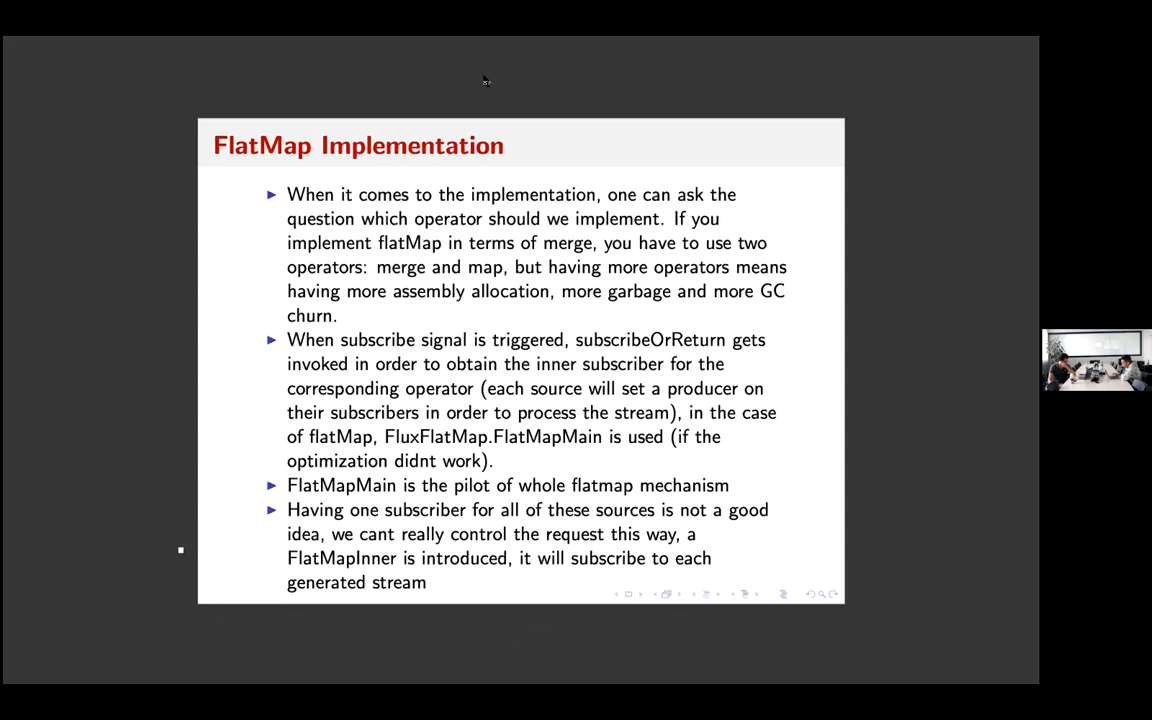 FlatMap Implementation
When it comes to the implementation, one can ask the
question which operator should we implement. If you
implement flatMap in terms of merge, you have to use two
operators: merge and map, but having more operators means
having more assembly allocation, more garbage and more GC
churn.
When subscribe signal is triggered, subscribeOrReturn gets
invoked in order to obtain the inner subscriber for the
corresponding operator (each source will set a producer on
their subscribers in order to process the stream), in the case
of flatMap, FluxFlatMap.FlatMapMain is used (if the
optimization didnt work).
FlatMapMain is the pilot of whole flatmap mechanism
Having one subscriber for all of these sources is not a good
idea, we cant really control the request this way, a
FlatMapInner is introduced, it will subscribe to each
generated stream